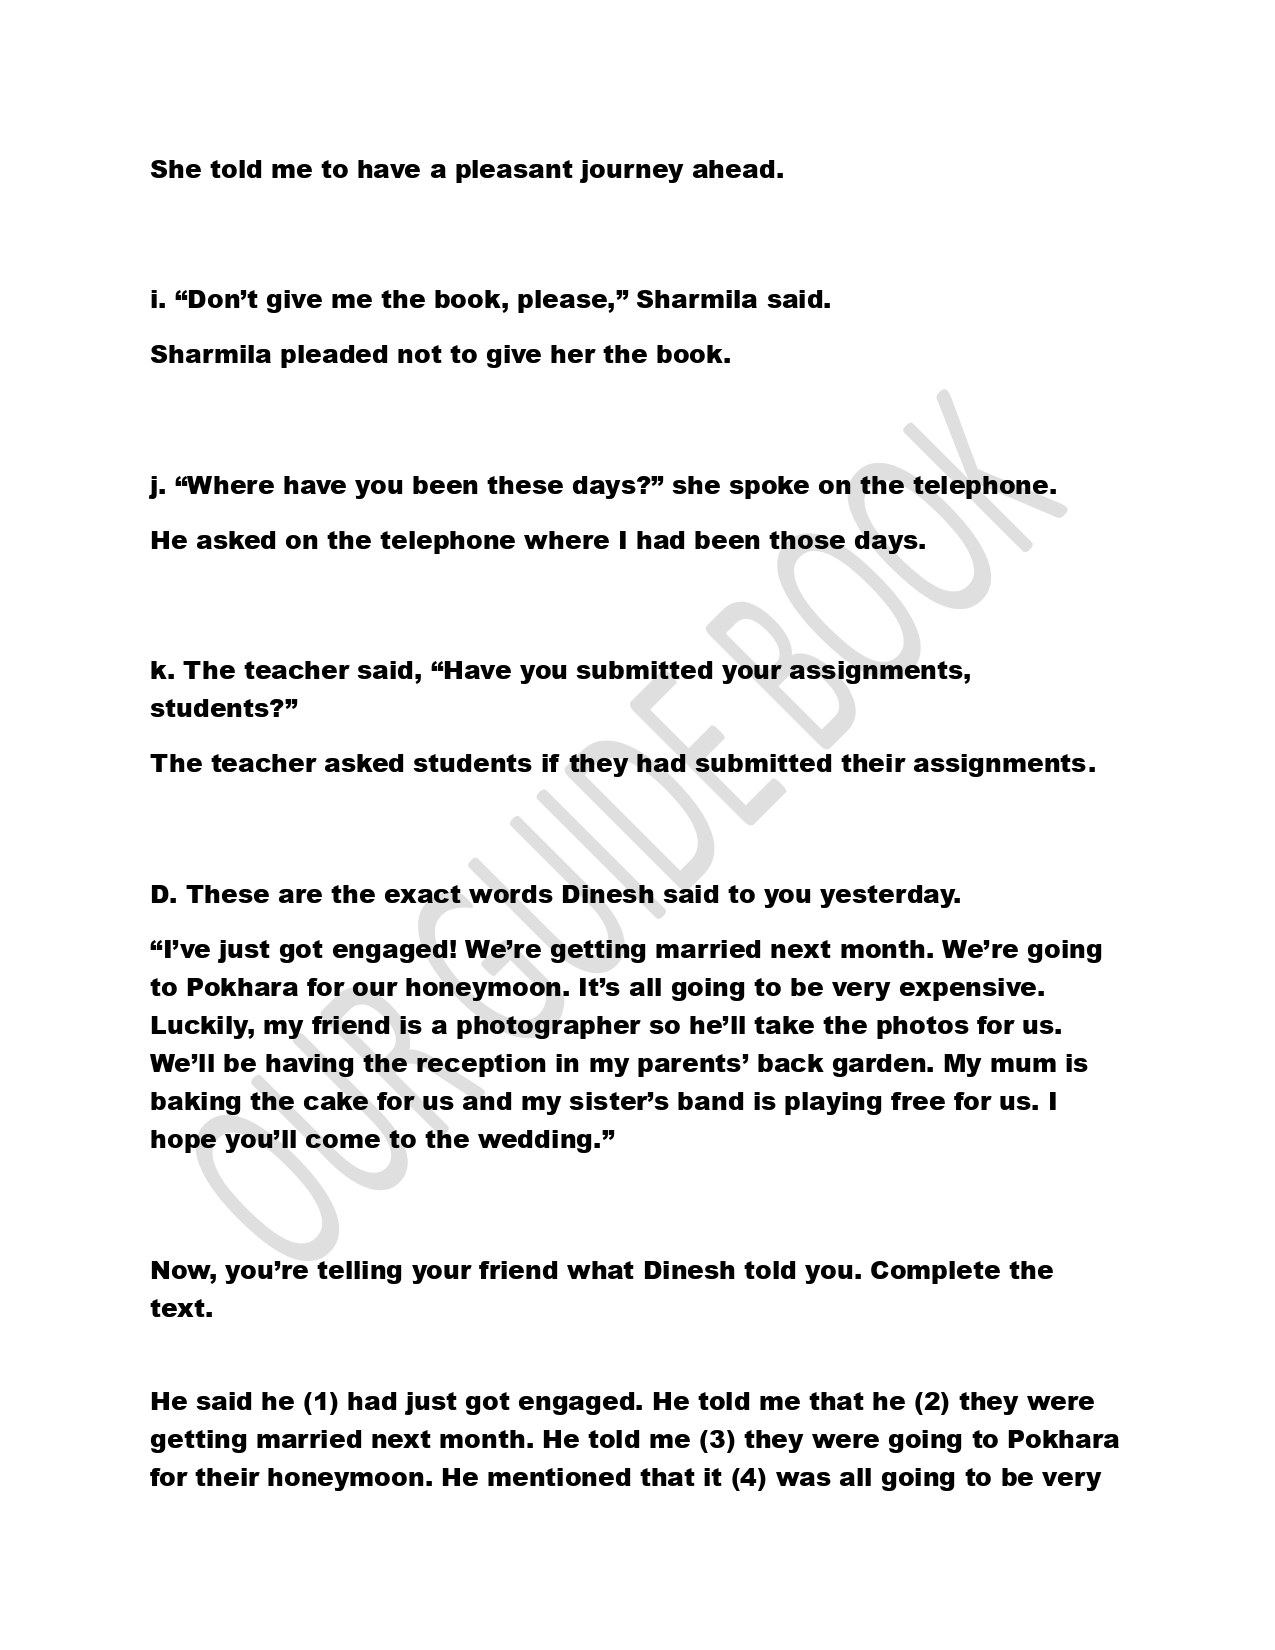 She told me to have a pleasant journey ahead.
i. “Don’t give me the book, please,” Sharmila said.
Sharmila pleaded not to give her the book.
j. “Where have you been these days?” she spoke on the telephone.
He asked on the telephone where I had been those days.
k. The teacher said, “Have you submitted your assignments,
students?”
The teacher asked students if they had submitted their assignments.
D. These are the exact words Dinesh said to you yesterday.
“I’ve just got engaged! We’re getting married next month. We’re going
to Pokhara for our honeymoon. It’s all going to be very expensive.
Luckily, my friend is a photographer so he’ll take the photos for us.
We’ll be having the reception in my parents’ back garden. My mum is
baking the cake for us and my sister’s band is playing free for us. I
hope you’ll come to the wedding.”
Now, you’re telling your friend what Dinesh told you. Complete the
text.
He said he (1) had just got engaged. He told me that he (2) they were
getting married next month. He told me (3) they were going to Pokhara
for their honeymoon. He mentioned that it (4) was all going to be very
OUR GUIDE BOOK